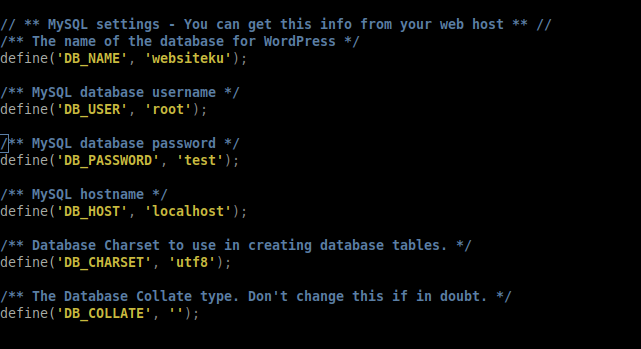 // ** MySQL settings - You can get this info from your web host ** //
/** The name of the database for WordPress */
define('DB_NAME', 'websiteku');
/** MySQL database username */
define('DB_USER', 'root');
/** MySQL database password */
define('DB_PASSWORD', 'test');
/** MySQL hostname */
define('DB_HOST', 'localhost');
/** Database Charset to use in creating database tables. */
define('DB_CHARSET', 'utf8');
/** The Database Collate type. Don't change this if in doubt. */
define('DB_COLLATE', '');